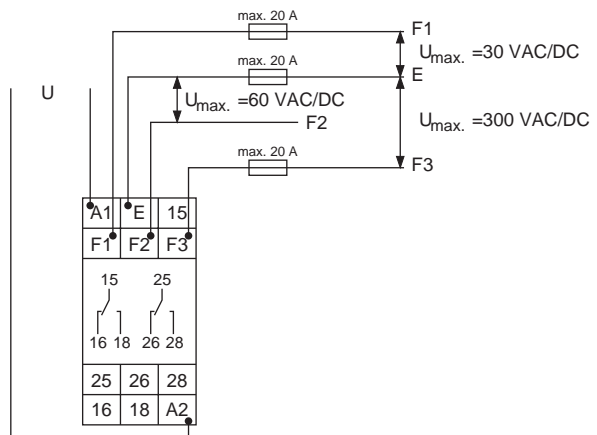 max. 20 A
F1
Umax. =30 VAC/DC
max. 20 A
E
U
Umax. =60 VAC/DC
F2
Umax. =300 VAC/DC
max. 20 A
F3
A1 E 15
F1 F2 F3
15 25
16 18 26 28
25 26 28
16 18 A2